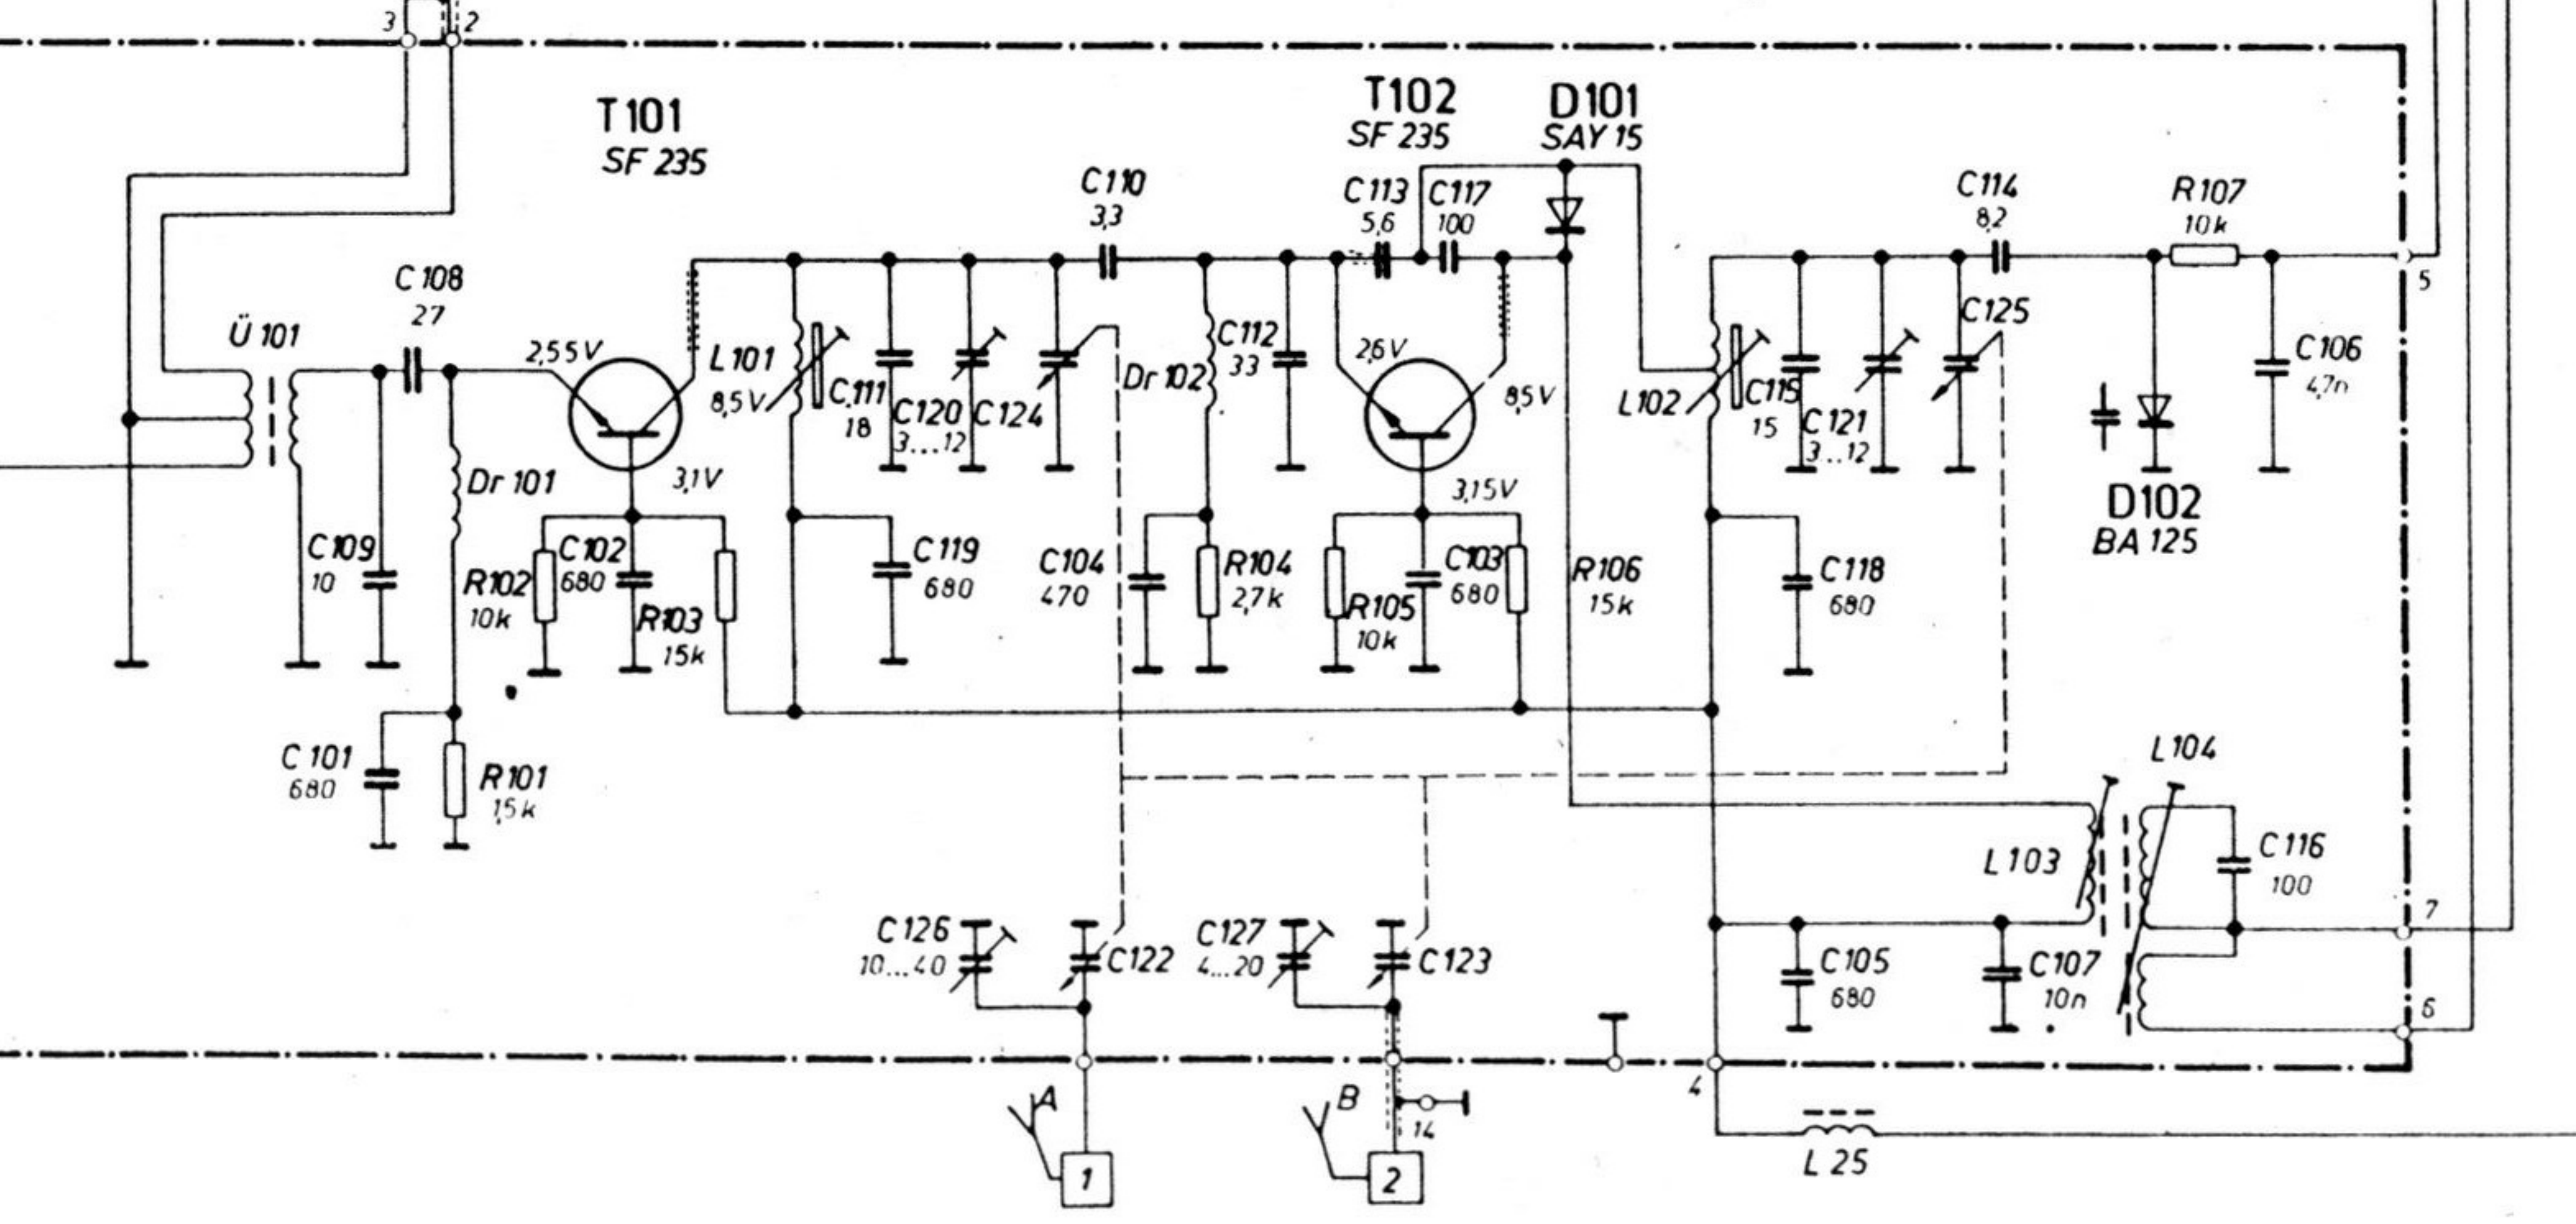 3
2
T101
SF 235
T102
SF 235
D101
SAY 15
C110
3,3
C113
5,6
C117
100
C114
8,2
R107
10k
5
C 108
27
Ü 101
2,55V
L101
8,5V
C111
18
C120
3...12
C124
Dr 102
C112
33
2,6V
8,5V
L102
C115
15
C121
3...12
C125
C106
4,7n
D102
BA 125
Dr 101
3,1V
3,15V
C109
10
R102
10k
C102
680
R103
15k
C119
680
C104
470
R104
2,7k
R105
10k
C103
680
R106
15k
C118
680
C 101
680
R101
1,5k
L104
L103
C116
100
7
C126
10...40
C122
C127
4...20
C123
C105
680
C107
10n
6
4
A
B
14
1
2
L 25